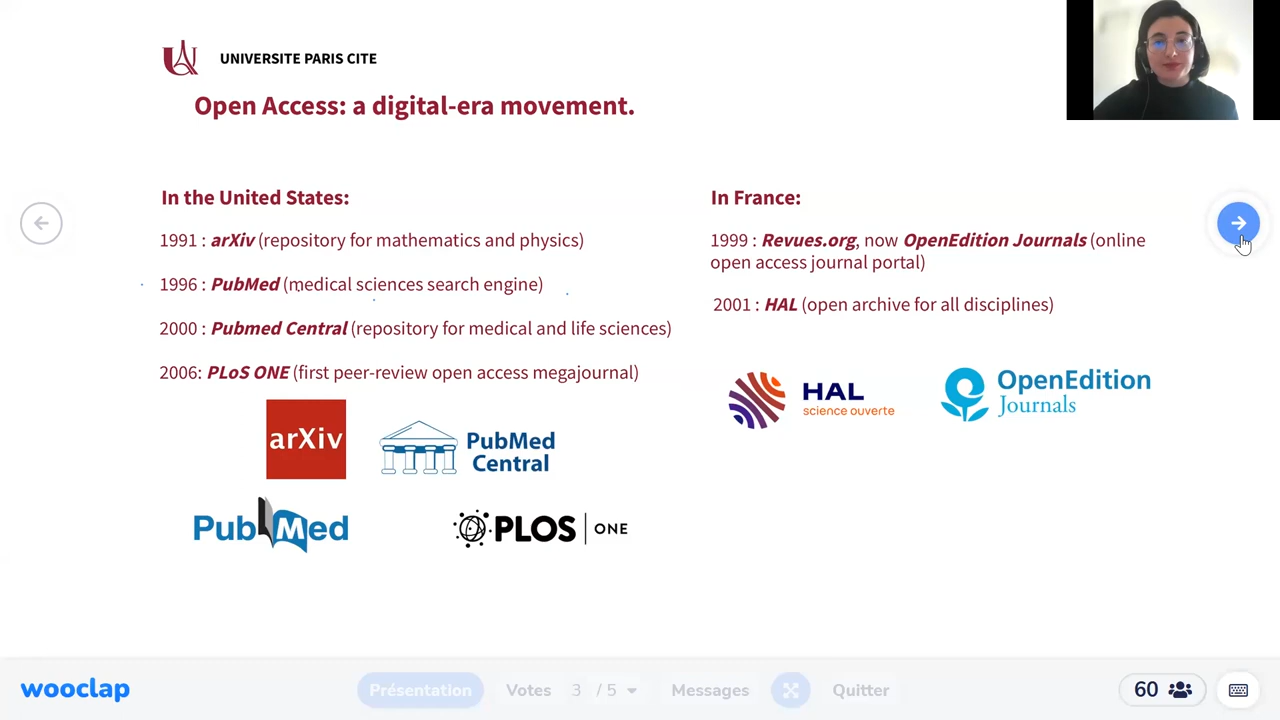 UNIVERSITE PARIS CITE
Open Access: a digital-era movement.
In the United States:
1991 : arXiv (repository for mathematics and physics)
1996 : PubMed (medical sciences search engine)
2000 : Pubmed Central (repository for medical and life sciences)
2006: PLoS ONE (first peer-review open access megajournal)
arXiv
PubMed
Central
PubMed
PLOS ONE
In France:
1999 : Revues.org, now OpenEdition Journals (online
open access journal portal)
2001 : HAL (open archive for all disciplines)
HAL
science ouverte
OpenEdition
Journals
wooclap
Présentation
Votes
3 / 5
Messages
Quitter
60